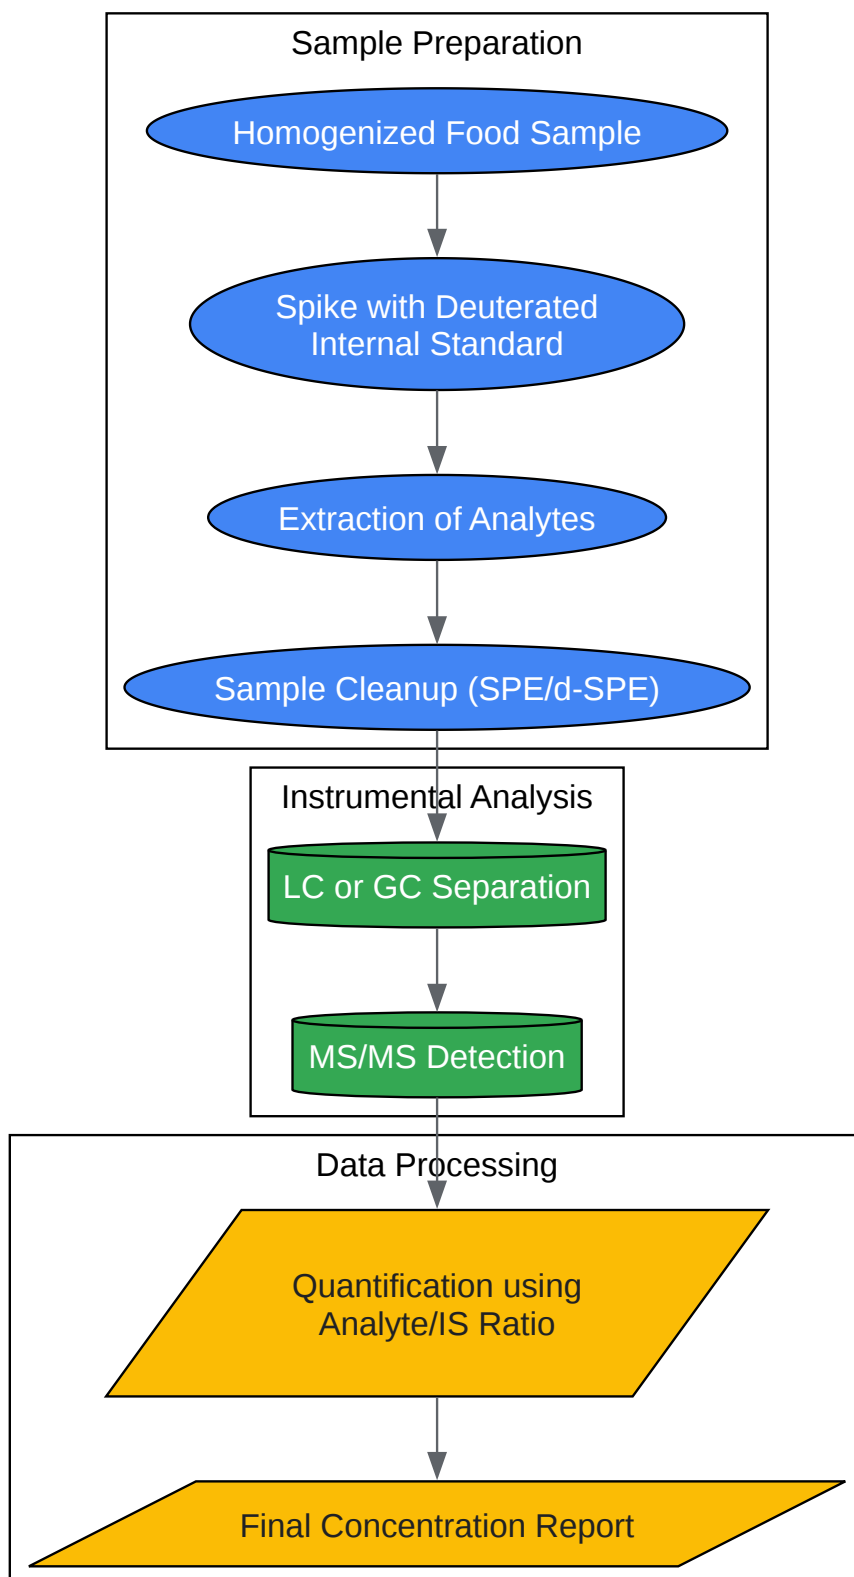 Sample Preparation
Homogenized Food Sample
Spike with Deuterated
Internal Standard
Extraction of Analytes
Sample Cleanup (SPE/d-SPE)
Instrumental Analysis
LC or GC Separation
MS/MS Detection
Data Processing
Quantification using
Analyte/IS Ratio
Final Concentration Report